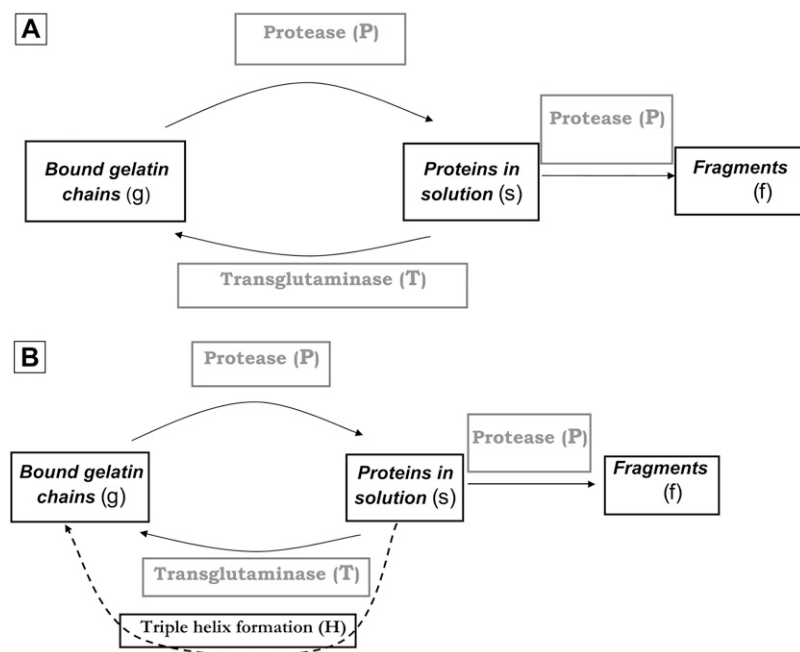 A
Protease (P)
Protease (P)
Bound gelatin
chains (g)
Proteins in
solution (s)
Fragments
(f)
Transglutaminase (T)
B
Protease (P)
Protease (P)
Bound gelatin
chains (g)
Proteins in
solution (s)
Fragments
(f)
Transglutaminase (T)
Triple helix formation (H)